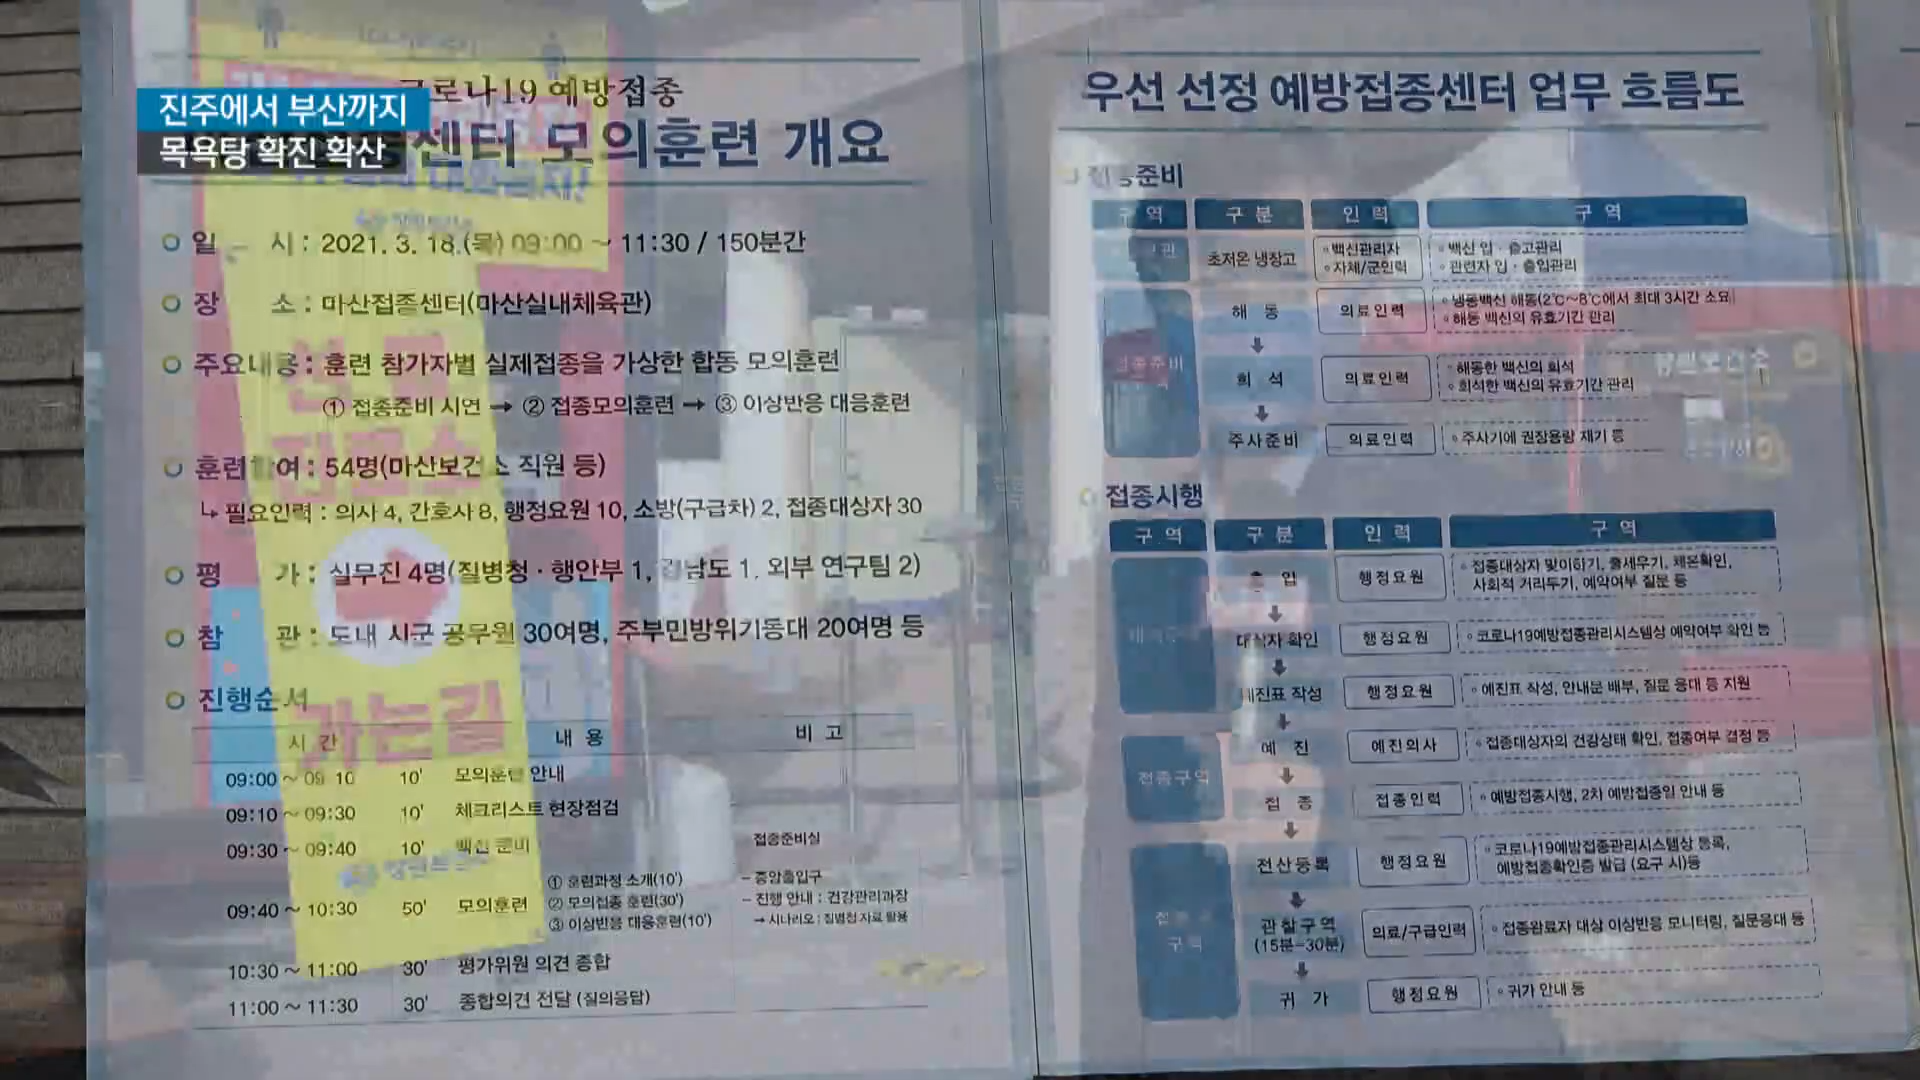 진주에서 부산까지
목욕탕 확진 확산
코로나19 예방접종
센터 모의훈련 개요
일 시 : 2021. 3. 18.(목) 09:00 ~ 11:30 / 150분간
장 소 : 마산접종센터(마산실내체육관)
주요내용 : 훈련 참가자별 실제접종을 가상한 합동 모의훈련
① 접종준비 시연 → ② 접종모의훈련 → ③ 이상반응 대응훈련
훈련참여 : 54명(마산보건소 직원 등)
↳ 필요인력 : 의사 4, 간호사 8, 행정요원 10, 소방(구급차) 2, 접종대상자 30
평 가 : 실무진 4명(질병청 · 행안부 1, 경남도 1, 외부 연구팀 2)
참 관 : 도내 시군 공무원 30여명, 주부민방위기동대 20여명 등
진행순서
시 간 내 용 비 고
09:00 ~ 09:10 10' 모의훈련 안내
09:10 ~ 09:30 10' 체크리스트 현장점검
09:30 ~ 09:40 10' 백신 준비 접종준비실
09:40 ~ 10:30 50' 모의훈련
① 훈련과정 소개(10')
② 모의접종 훈련(30')
③ 이상반응 대응훈련(10')
- 중앙출입구
- 진행 안내 : 건강관리과장
→ 시나리오 : 질병청 자료 활용
10:30 ~ 11:00 30' 평가위원 의견 종합
11:00 ~ 11:30 30' 종합의견 전달 (질의응답)
가는길
우선 선정 예방접종센터 업무 흐름도
접종준비
구 역 구 분 인 력 구 역
초저온 냉장고
◦백신관리자
◦자체/군인력
◦백신 입 · 출고관리
◦관련자 입 · 출입관리
접종준비
해 동 의료인력
◦냉동백신 해동(2℃~8℃에서 최대 3시간 소요)
◦해동 백신의 유효기간 관리
희 석 의료인력
◦해동한 백신의 희석
◦희석한 백신의 유효기간 관리
주사준비 의료인력 ◦주사기에 권장용량 재기 등
접종시행
구 역 구 분 인 력 구 역
출 입 행정요원
◦접종대상자 맞이하기, 줄세우기, 체온확인,
사회적 거리두기, 예약여부 질문 등
대상자 확인 행정요원 ◦코로나19예방접종관리시스템상 예약여부 확인 등
예진표 작성 행정요원 ◦예진표 작성, 안내문 배부, 질문 응대 등 지원
접종구역
예 진 예진의사 ◦접종대상자의 건강상태 확인, 접종여부 결정 등
접 종 접종인력 ◦예방접종시행, 2차 예방접종일 안내 등
전산등록 행정요원
◦코로나19예방접종관리시스템상 등록,
예방접종확인증 발급 (요구 시)등
관찰구역
(15분~30분)
의료/구급인력 ◦접종완료자 대상 이상반응 모니터링, 질문응대 등
귀 가 행정요원 ◦귀가 안내 등